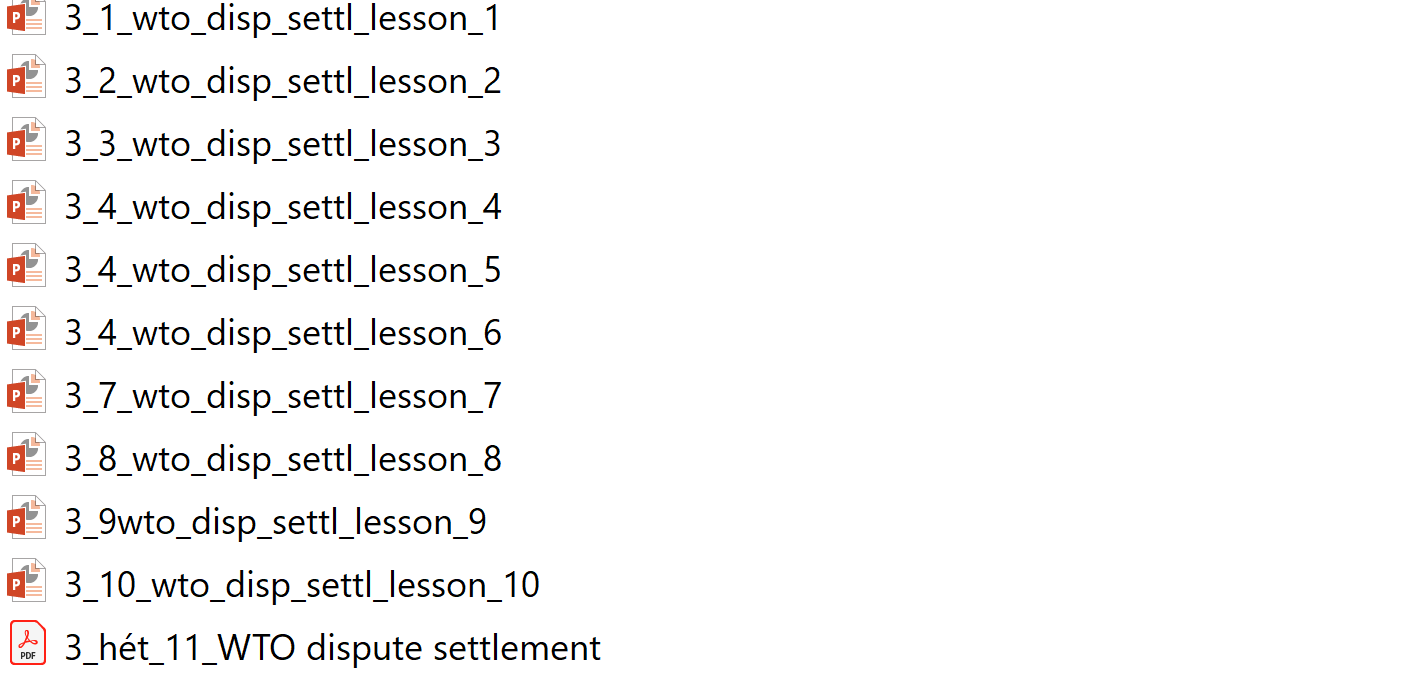 3_1_wto_disp_settl_lesson_1
3_2_wto_disp_settl_lesson_2
3_3_wto_disp_settl_lesson_3
3_4_wto_disp_settl_lesson_4
3_4_wto_disp_settl_lesson_5
3_4_wto_disp_settl_lesson_6
3_7_wto_disp_settl_lesson_7
3_8_wto_disp_settl_lesson_8
3_9wto_disp_settl_lesson_9
3_10_wto_disp_settl_lesson_10
3_hét_11_WTO dispute settlement